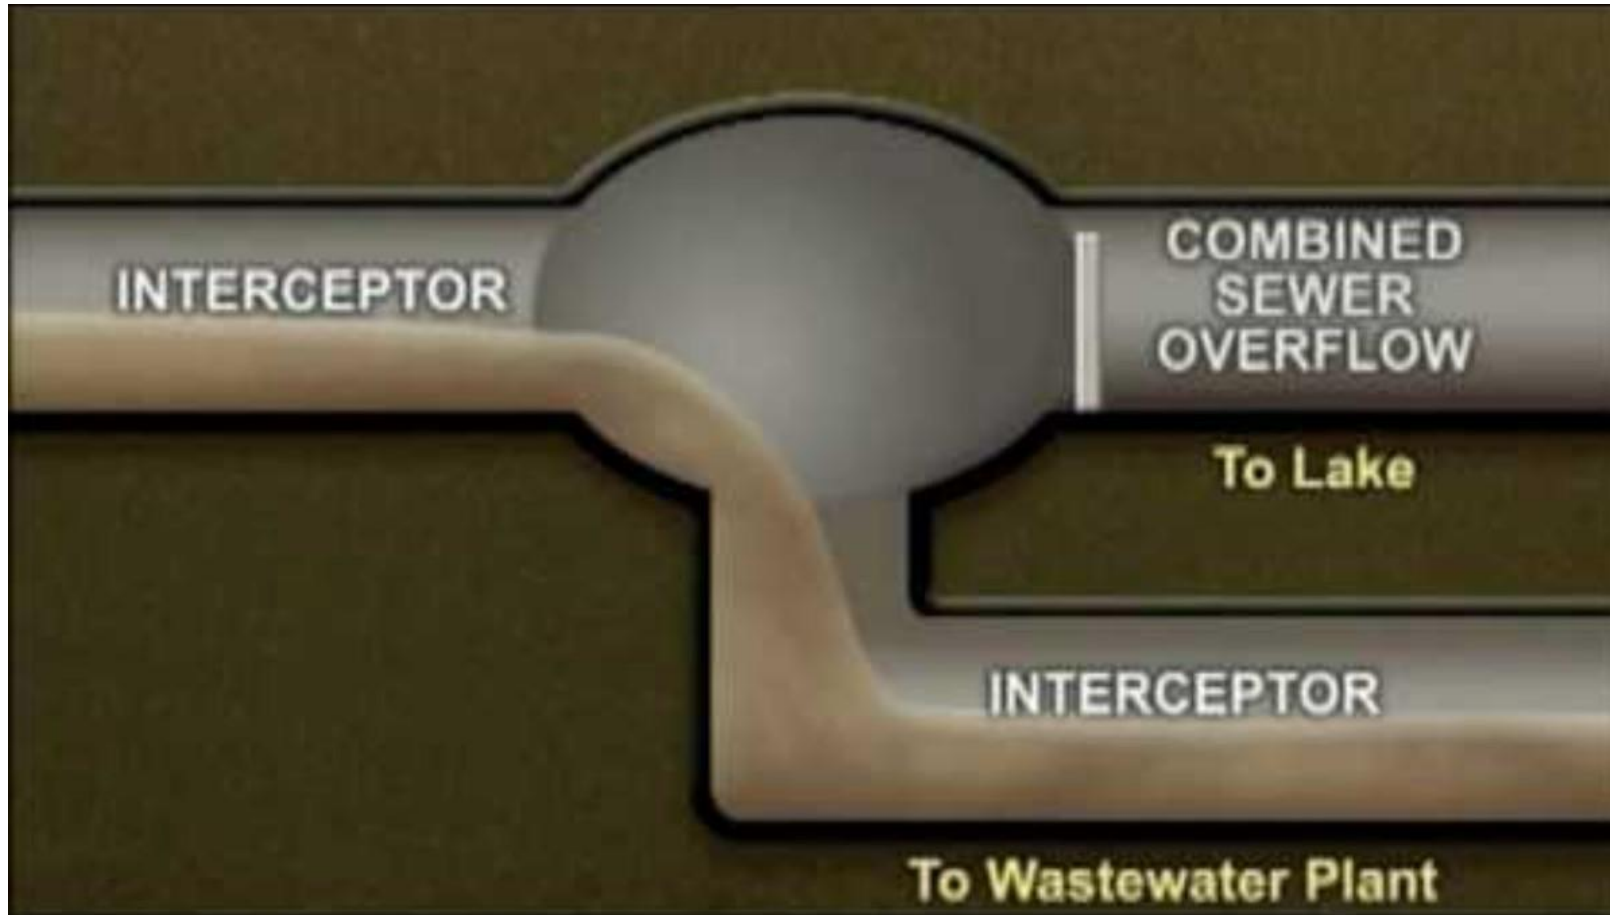 INTERCEPTOR
COMBINED
SEWER
OVERFLOW
To Lake
INTERCEPTOR
To Wastewater Plant